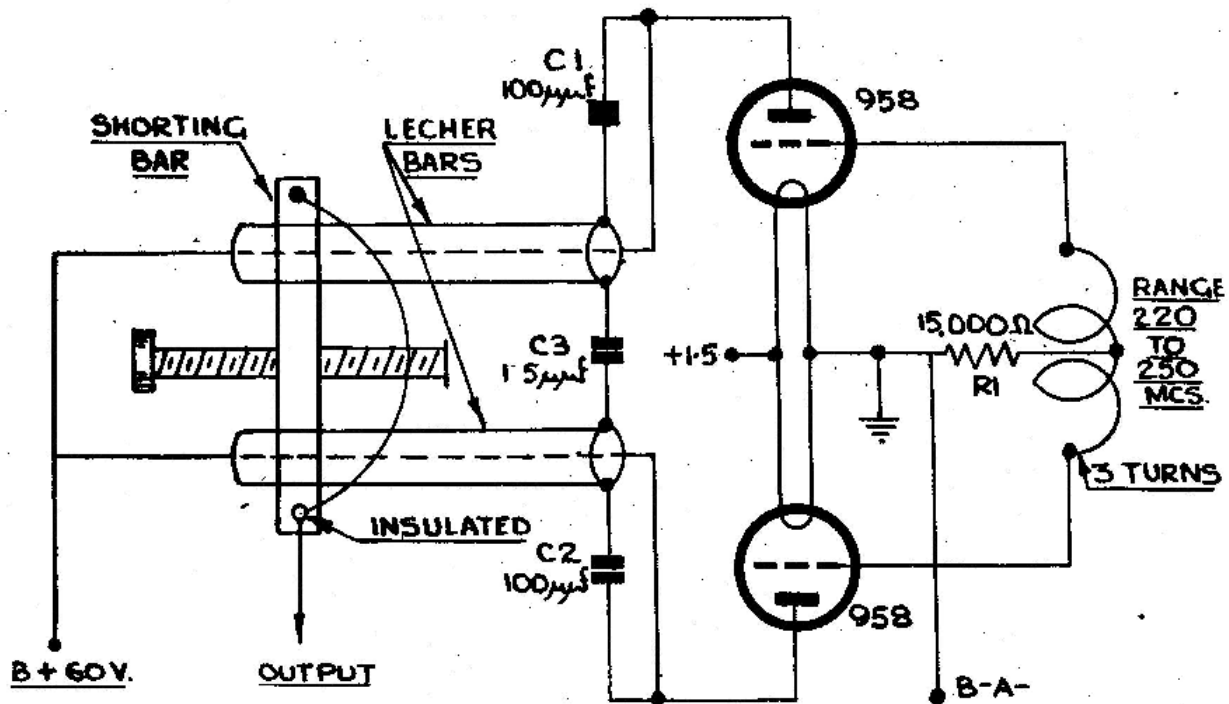 C1
100μμf
958
SHORTING
BAR
LECHER
BARS
RANGE
220
TO
250
MCS.
15,000Ω
R1
+1.5
C3
1·5μμf
3 TURNS
INSULATED
C2
100μμf
958
B+60V.
OUTPUT
B-A-